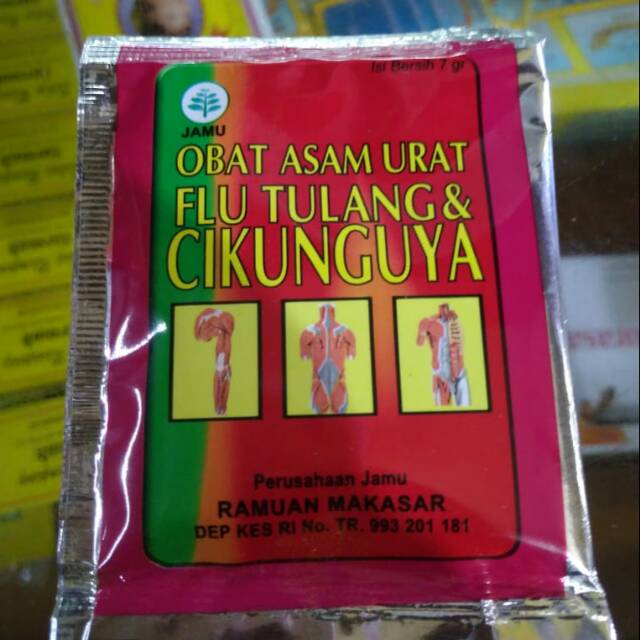 Isi Bersih 7 gr
JAMU
OBAT ASAM URAT
FLU TULANG &
CIKUNGUYA
Perusahaan Jamu
RAMUAN MAKASAR
DEP KES RI No. TR. 993 201 181